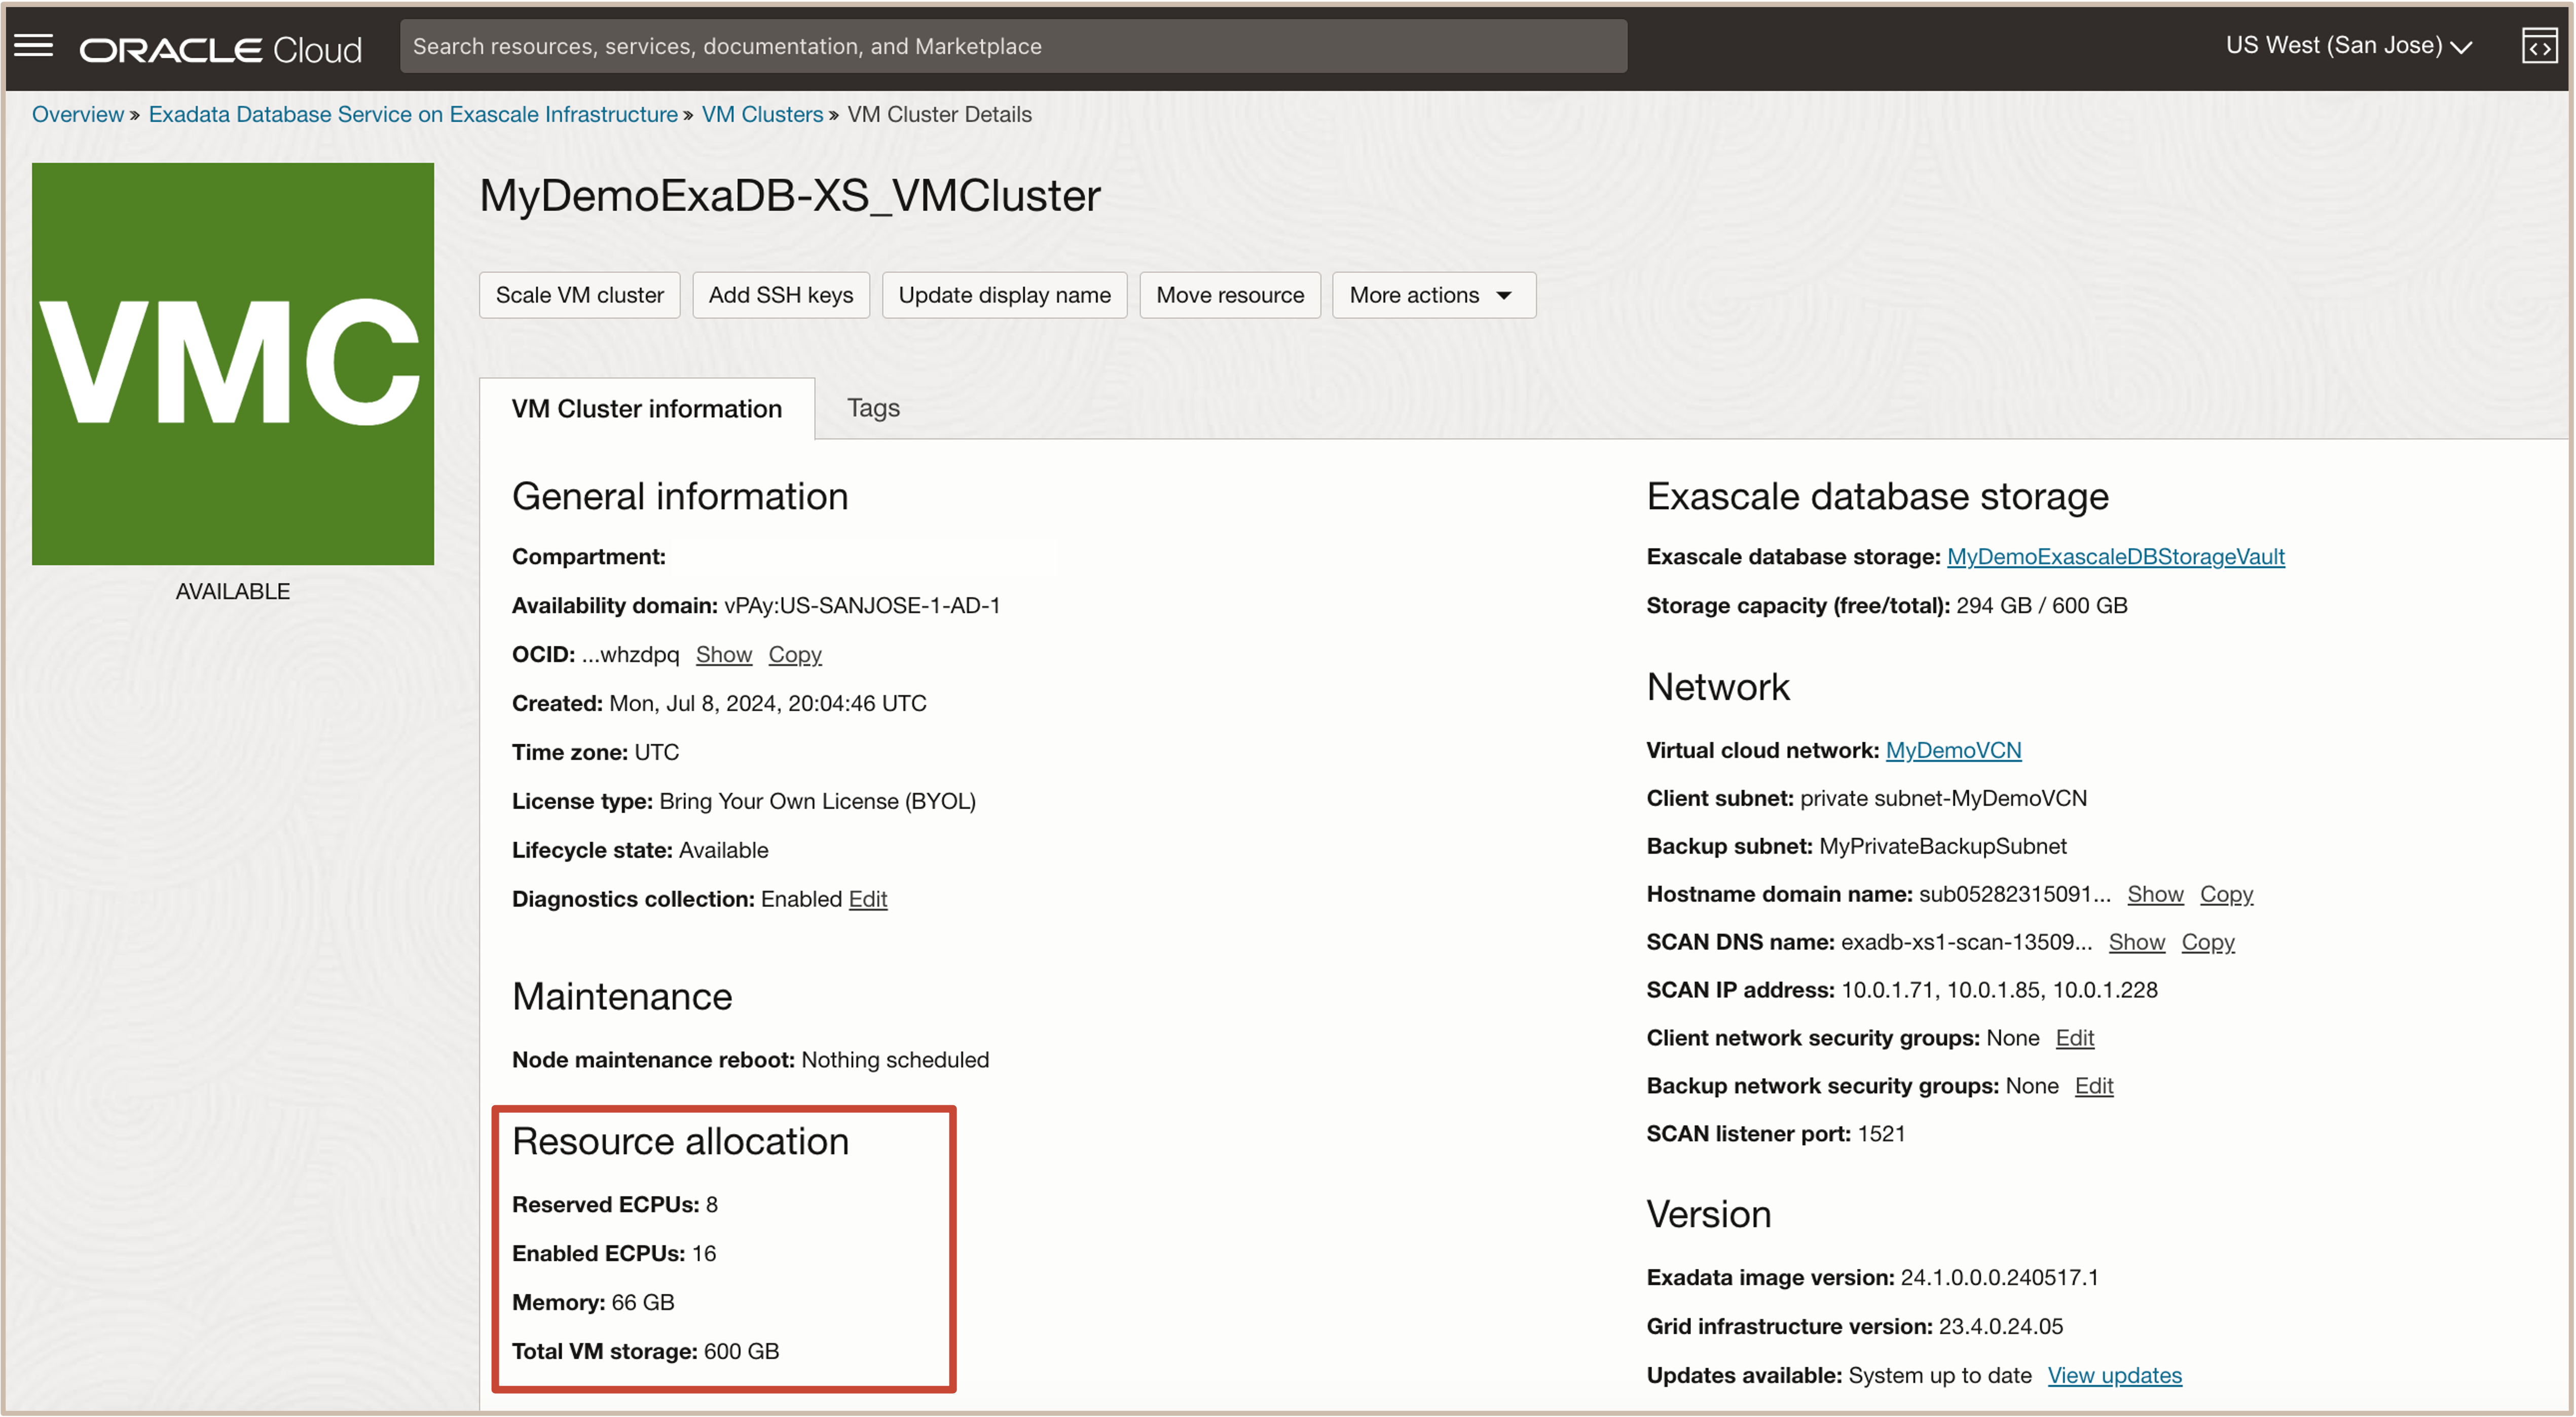 ORACLE Cloud
Search resources, services, documentation, and Marketplace
US West (San Jose)
Overview » Exadata Database Service on Exascale Infrastructure » VM Clusters » VM Cluster Details
VMC
AVAILABLE
MyDemoExaDB-XS_VMCluster
Scale VM cluster
Add SSH keys
Update display name
Move resource
More actions
VM Cluster information
Tags
General information
Compartment:
Availability domain: vPAy:US-SANJOSE-1-AD-1
OCID: ...whzdpq Show Copy
Created: Mon, Jul 8, 2024, 20:04:46 UTC
Time zone: UTC
License type: Bring Your Own License (BYOL)
Lifecycle state: Available
Diagnostics collection: Enabled Edit
Maintenance
Node maintenance reboot: Nothing scheduled
Resource allocation
Reserved ECPUs: 8
Enabled ECPUs: 16
Memory: 66 GB
Total VM storage: 600 GB
Exascale database storage
Exascale database storage: MyDemoExascaleDBStorageVault
Storage capacity (free/total): 294 GB / 600 GB
Network
Virtual cloud network: MyDemoVCN
Client subnet: private subnet-MyDemoVCN
Backup subnet: MyPrivateBackupSubnet
Hostname domain name: sub05282315091... Show Copy
SCAN DNS name: exadb-xs1-scan-13509... Show Copy
SCAN IP address: 10.0.1.71, 10.0.1.85, 10.0.1.228
Client network security groups: None Edit
Backup network security groups: None Edit
SCAN listener port: 1521
Version
Exadata image version: 24.1.0.0.0.240517.1
Grid infrastructure version: 23.4.0.24.05
Updates available: System up to date View updates